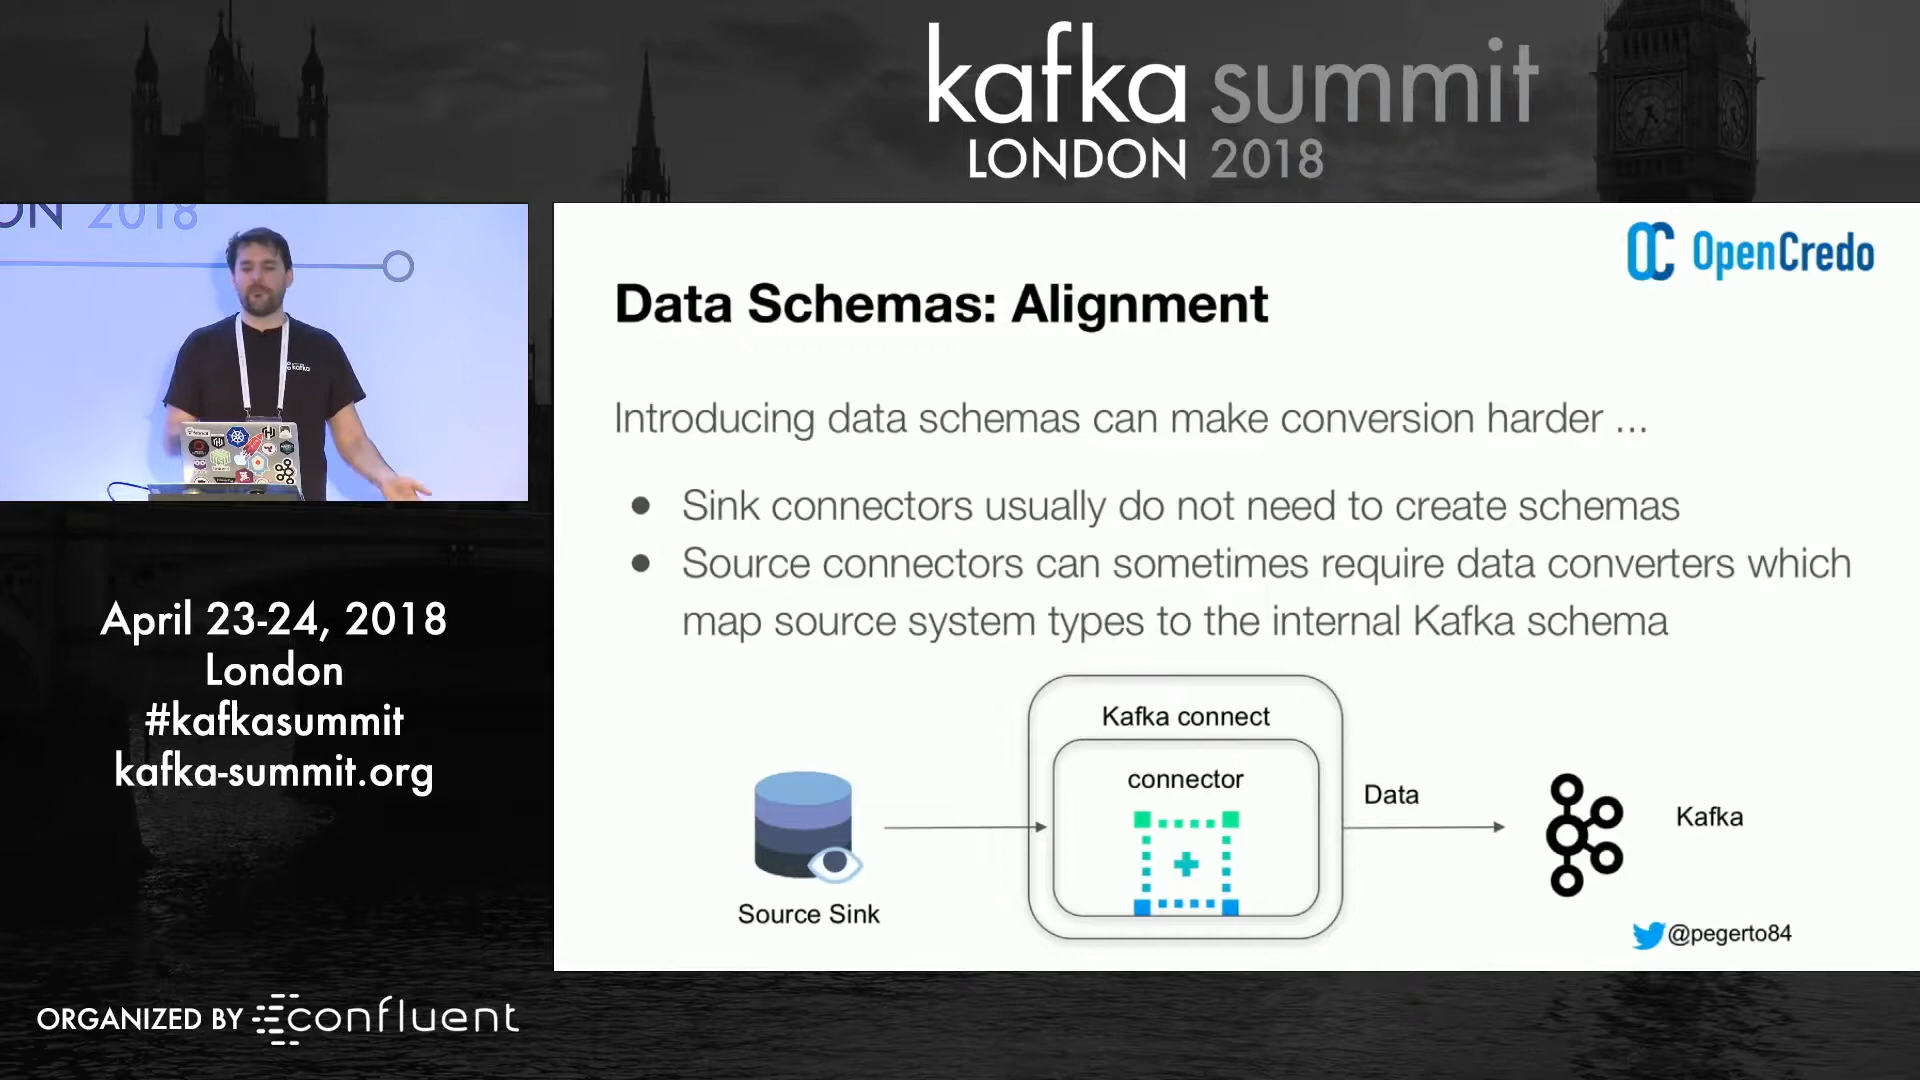 kafka summit
LONDON 2018
ON 2018
kafka
OpenCredo
Data Schemas: Alignment
Introducing data schemas can make conversion harder ...
● Sink connectors usually do not need to create schemas
● Source connectors can sometimes require data converters which
map source system types to the internal Kafka schema
Kafka connect
connector
Data
Kafka
Source Sink
@pegerto84
April 23-24, 2018
London
#kafkasummit
kafka-summit.org
ORGANIZED BY confluent